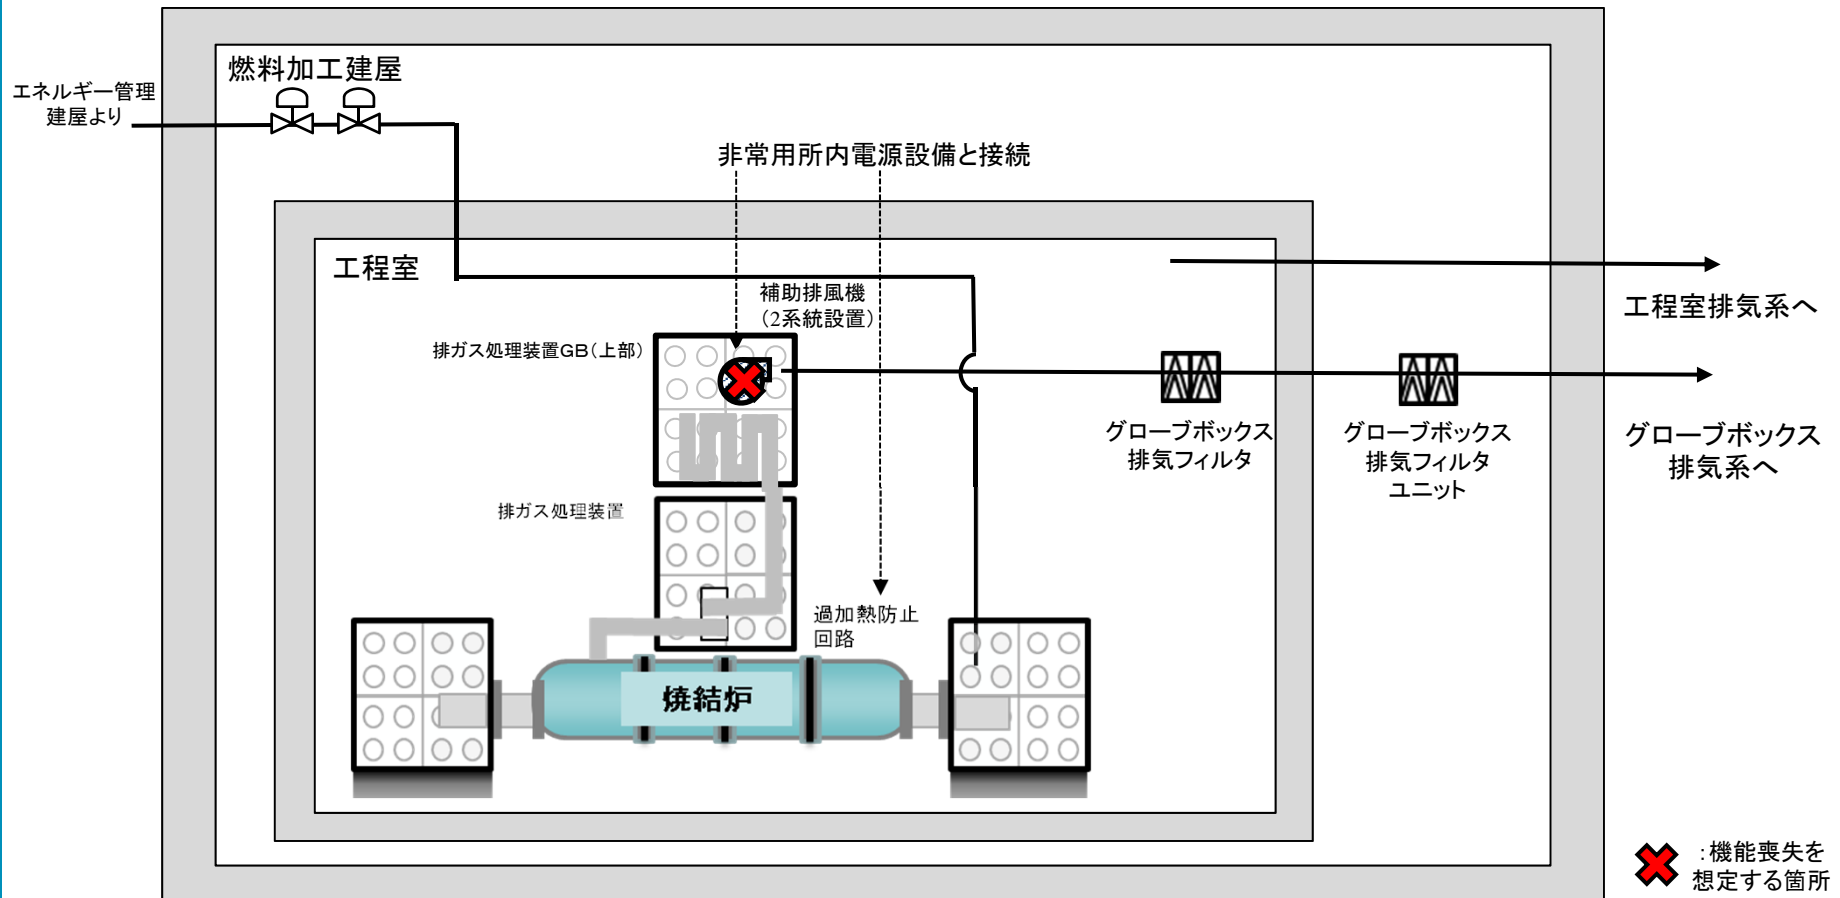 燃料加工建屋
エネルギー管理
建屋より
非常用所内電源設備と接続
工程室
補助排風機
（2系統設置）
排ガス処理装置GB（上部）
工程室排気系へ
グローブボックス
排気フィルタ
グローブボックス
排気フィルタ
ユニット
グローブボックス
排気系へ
排ガス処理装置
過加熱防止
回路
焼結炉
：機能喪失を
想定する箇所